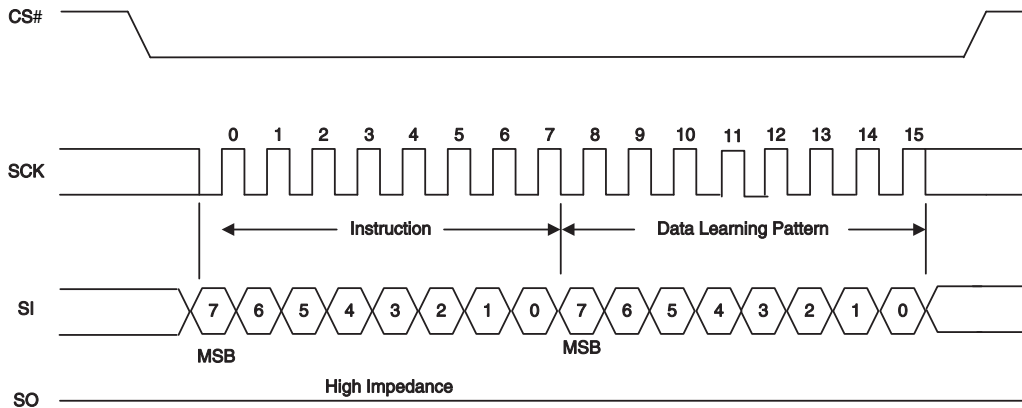 CS#
0 1 2 3 4 5 6 7 8 9 10 11 12 13 14 15
SCK
Instruction Data Learning Pattern
SI 7 6 5 4 3 2 1 0 7 6 5 4 3 2 1 0
MSB MSB
High Impedance
SO